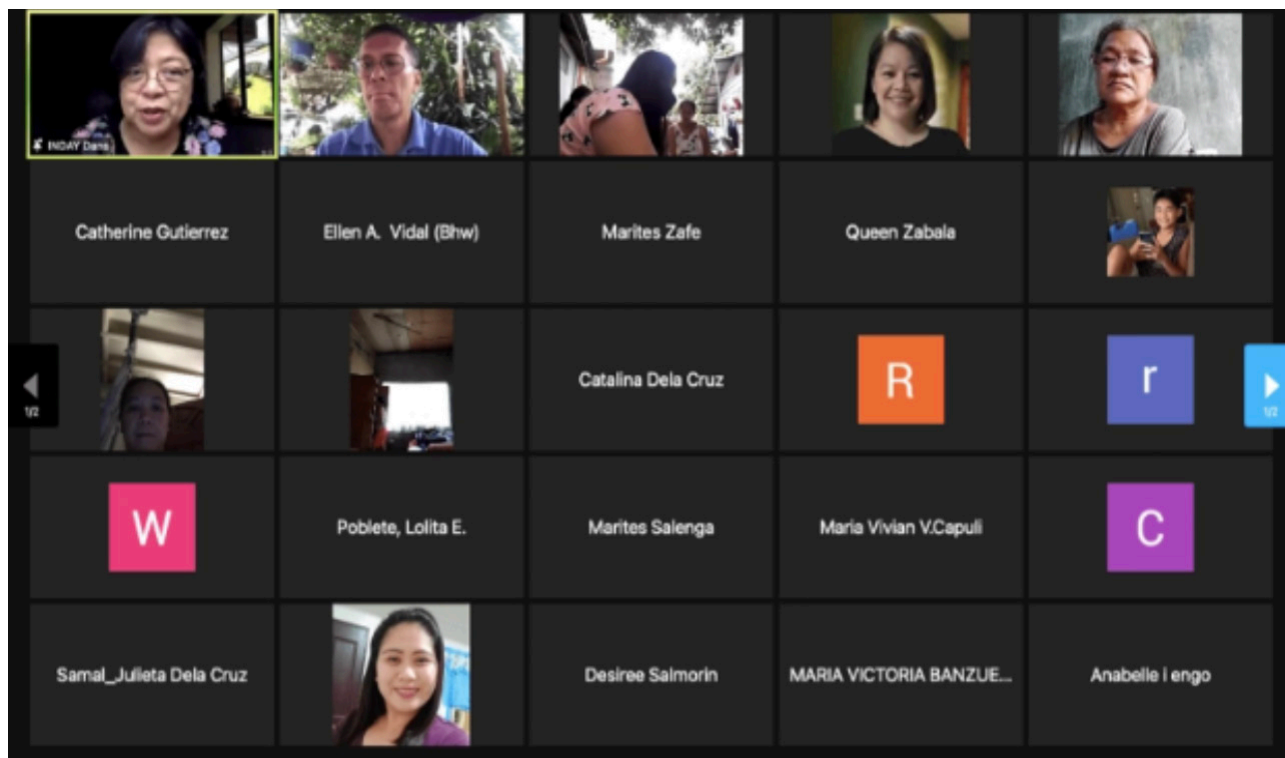 INDAY Dans
Catherine Gutierrez
Ellen A. Vidal (Bhw)
Marites Zafe
Queen Zabala
1/2
Catalina Dela Cruz
R
r
1/2
W
Poblete, Lolita E.
Marites Salenga
Maria Vivian V.Capuli
C
Samal_Julieta Dela Cruz
Desiree Salmorin
MARIA VICTORIA BANZUE...
Anabelle i engo